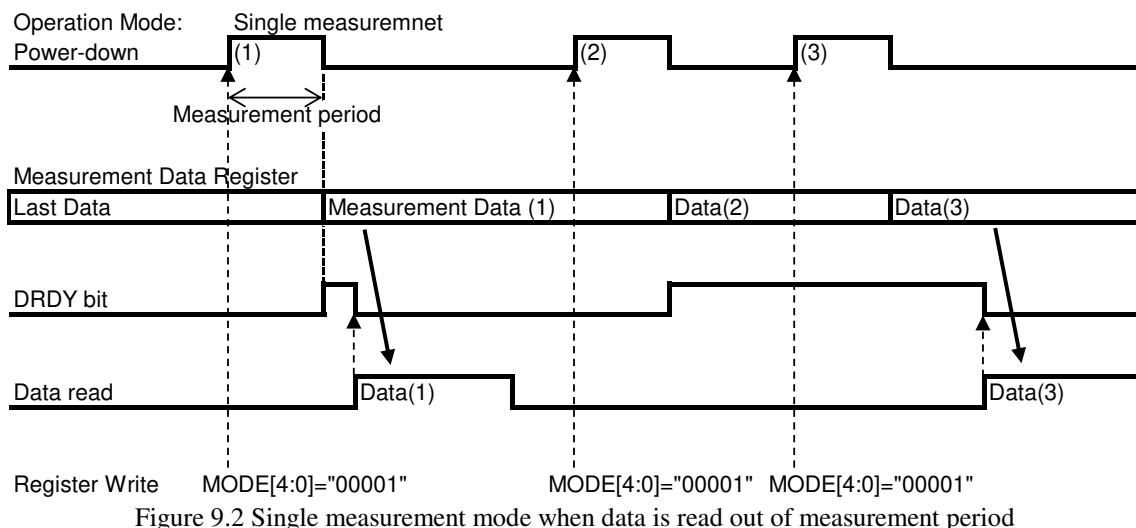 Operation Mode: Single measuremnet
Power-down (1) (2) (3)
Measurement period
Measurement Data Register
Last Data Measurement Data (1) Data(2) Data(3)
DRDY bit
Data read Data(1) Data(3)
Register Write MODE[4:0]="00001" MODE[4:0]="00001" MODE[4:0]="00001"
Figure 9.2 Single measurement mode when data is read out of measurement period